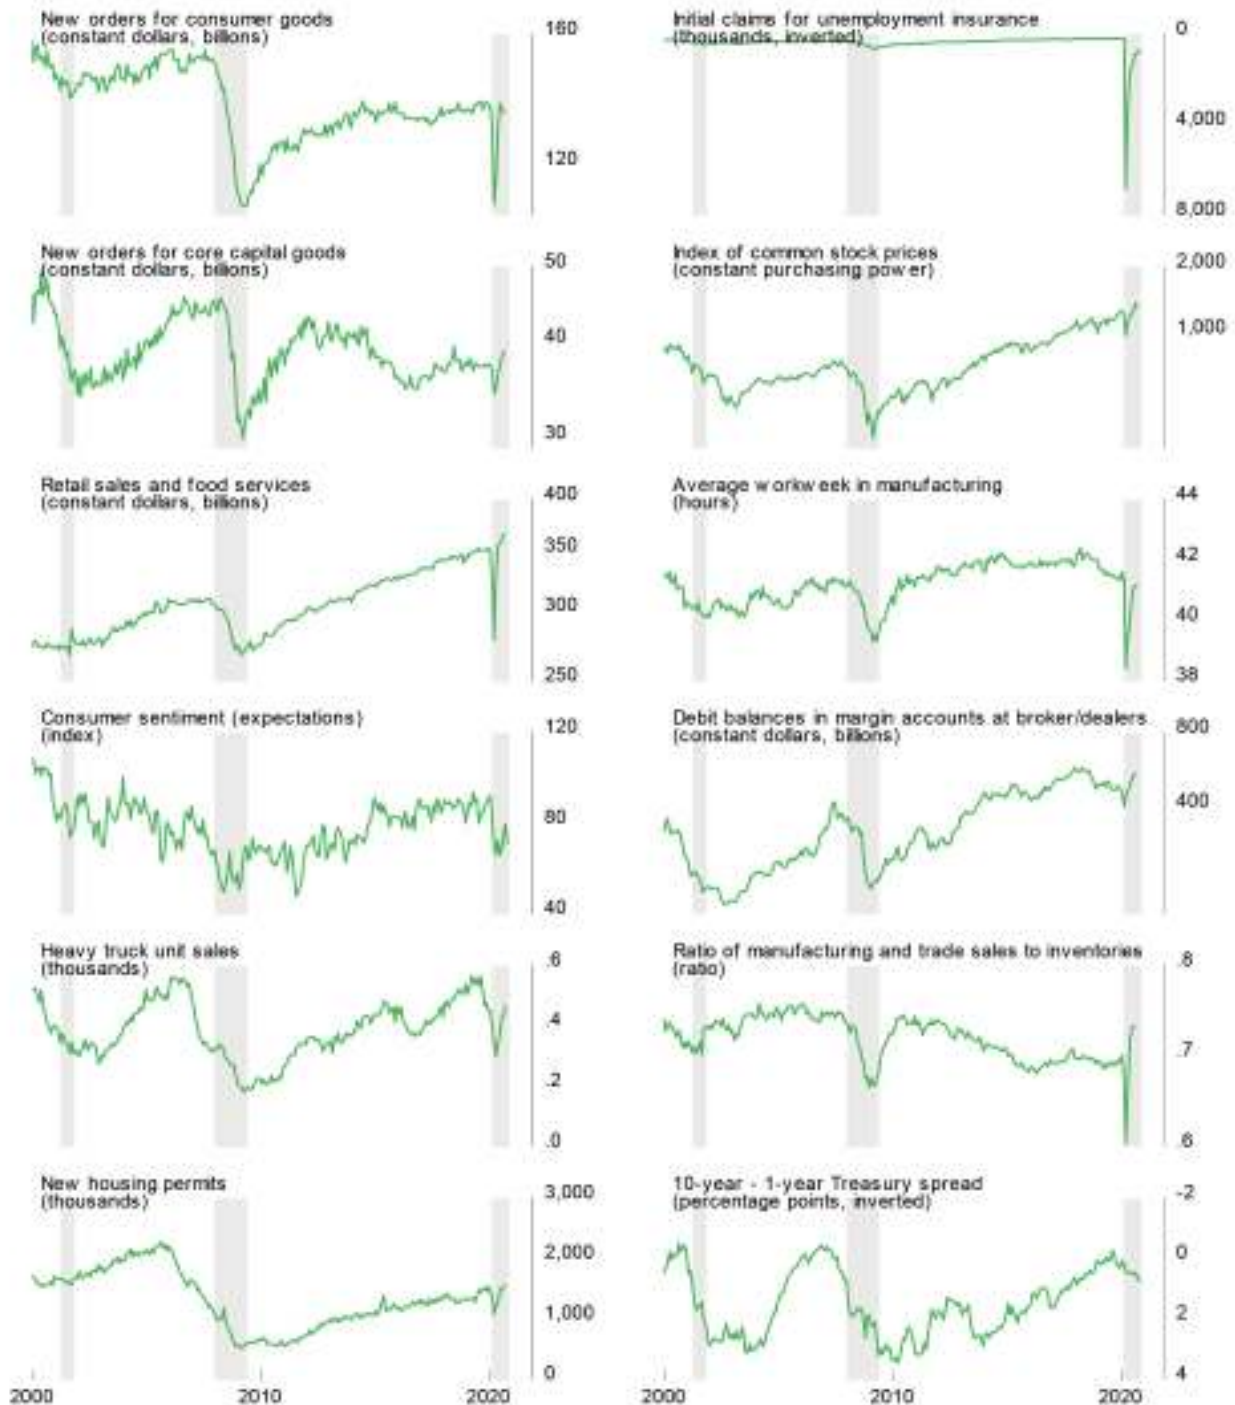 New orders for consumer goods
(constant dollars, billions)
160
120
Initial claims for unemployment insurance
(thousands, inverted)
0
4,000
8,000
New orders for core capital goods
(constant dollars, billions)
50
40
30
Index of common stock prices
(constant purchasing power)
2,000
1,000
Retail sales and food services
(constant dollars, billions)
400
350
300
250
Average workweek in manufacturing
(hours)
44
42
40
38
Consumer sentiment (expectations)
(index)
120
80
40
Debit balances in margin accounts at broker/dealers
(constant dollars, billions)
800
400
Heavy truck unit sales
(thousands)
.6
.4
.2
.0
Ratio of manufacturing and trade sales to inventories
(ratio)
.8
.7
.6
New housing permits
(thousands)
3,000
2,000
1,000
0
10-year - 1-year Treasury spread
(percentage points, inverted)
-2
0
2
4
2000 2010 2020
2000 2010 2020